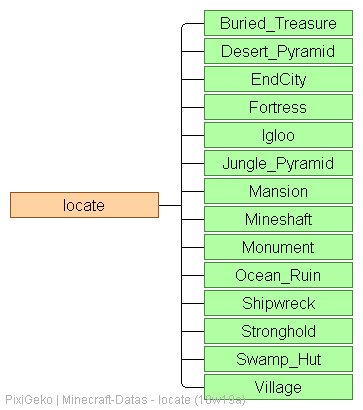 Buried_Treasure
Desert_Pyramid
EndCity
Fortress
Igloo
Jungle_Pyramid
locate
Mansion
Mineshaft
Monument
Ocean_Ruin
Shipwreck
Stronghold
Swamp_Hut
Village
PixiGeko | Minecraft-Datas - locate